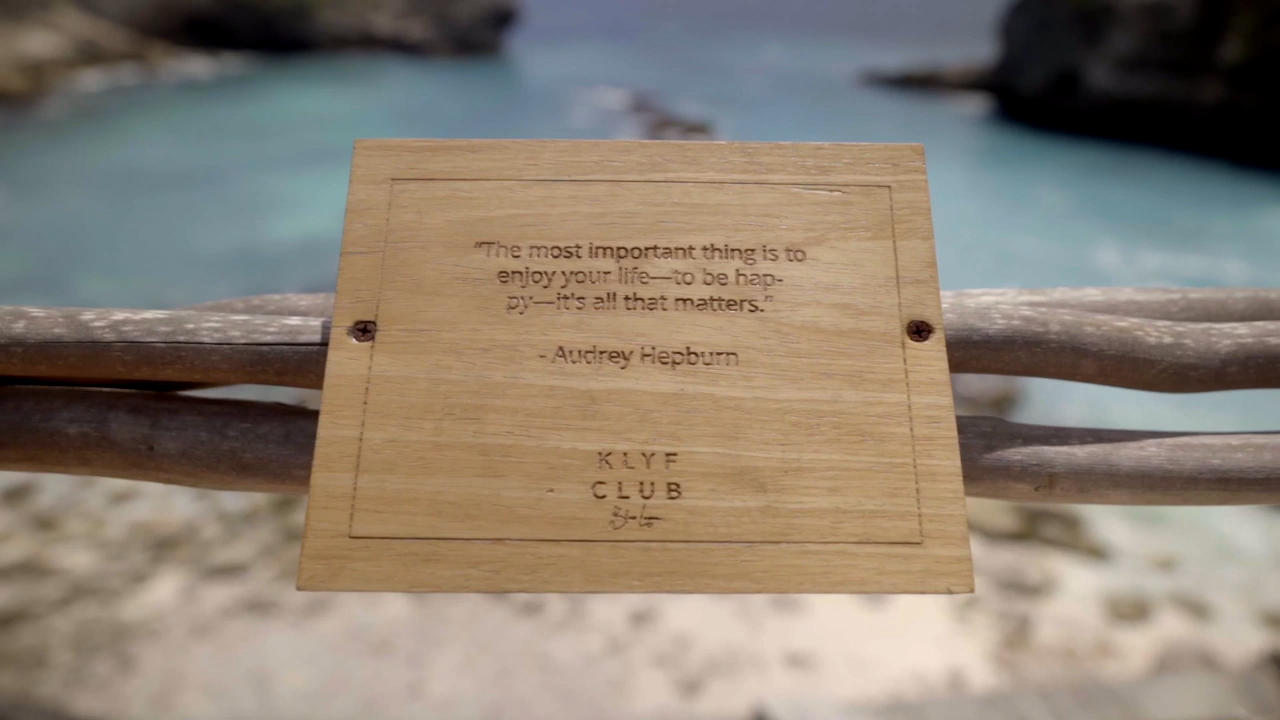 "The most important thing is to
enjoy your life—to be hap-
py—it's all that matters."
- Audrey Hepburn
KLYF
CLUB